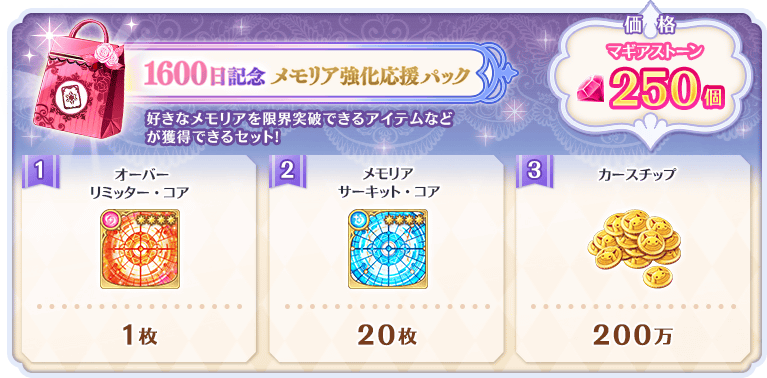 価格
マギアストーン
250個
1600日記念 メモリア強化応援パック
好きなメモリアを限界突破できるアイテムなど
が獲得できるセット!
1
オーバー
リミッター・コア
1枚
2
メモリア
サーキット・コア
20枚
3
カースチップ
200万